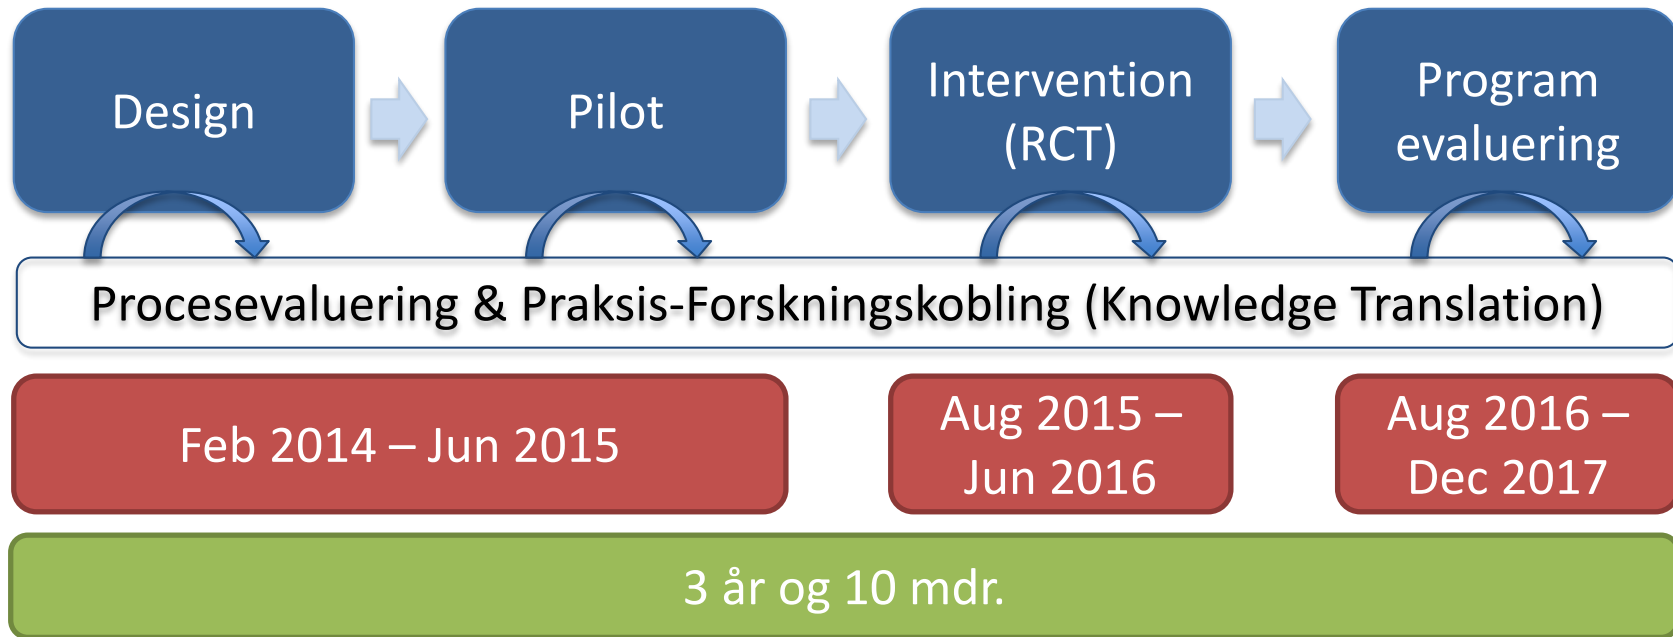 Design
Pilot
Intervention
(RCT)
Program
evaluering
Procesevaluering & Praksis-Forskningskobling (Knowledge Translation)
Feb 2014 – Jun 2015
Aug 2015 –
Jun 2016
Aug 2016 –
Dec 2017
3 år og 10 mdr.